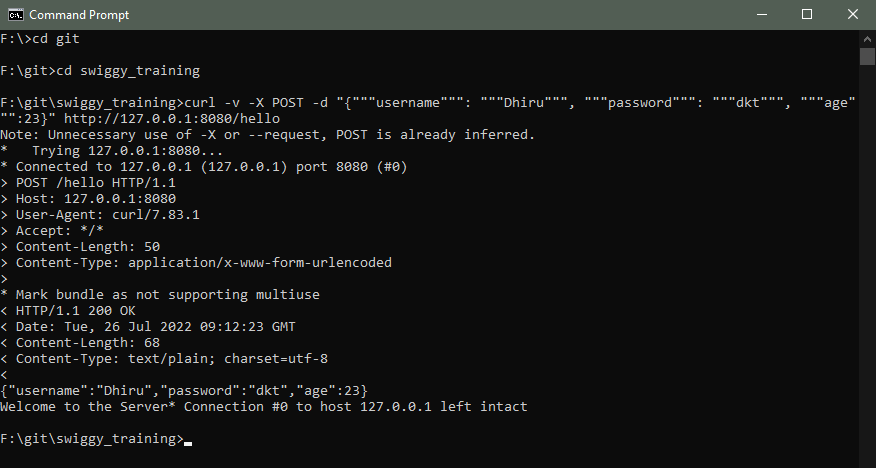 Command Prompt
F:\>cd git
F:\git>cd swiggy_training
F:\git\swiggy_training>curl -v -X POST -d "{"""username""": """Dhiru""", """password""": """dkt""", """age"
"":23}" http://127.0.0.1:8080/hello
Note: Unnecessary use of -X or --request, POST is already inferred.
*   Trying 127.0.0.1:8080...
* Connected to 127.0.0.1 (127.0.0.1) port 8080 (#0)
> POST /hello HTTP/1.1
> Host: 127.0.0.1:8080
> User-Agent: curl/7.83.1
> Accept: */*
> Content-Length: 50
> Content-Type: application/x-www-form-urlencoded
>
* Mark bundle as not supporting multiuse
< HTTP/1.1 200 OK
< Date: Tue, 26 Jul 2022 09:12:23 GMT
< Content-Length: 68
< Content-Type: text/plain; charset=utf-8
<
{"username":"Dhiru","password":"dkt","age":23}
Welcome to the Server* Connection #0 to host 127.0.0.1 left intact
F:\git\swiggy_training>